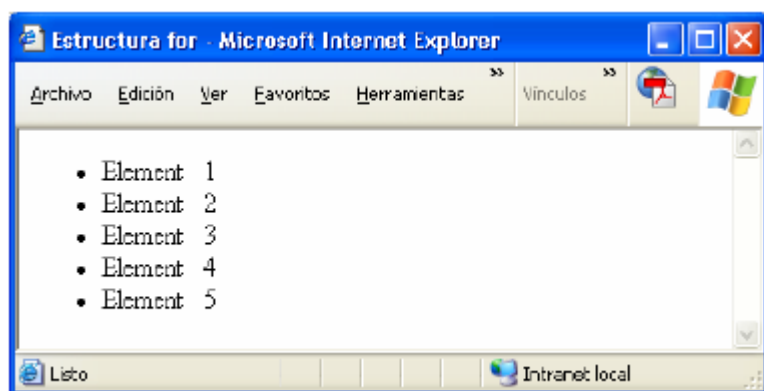 Estructura for - Microsoft Internet Explorer
Archivo Edición Ver Favoritos Herramientas » Vínculos »
• Element 1
• Element 2
• Element 3
• Element 4
• Element 5
Listo Intranet local